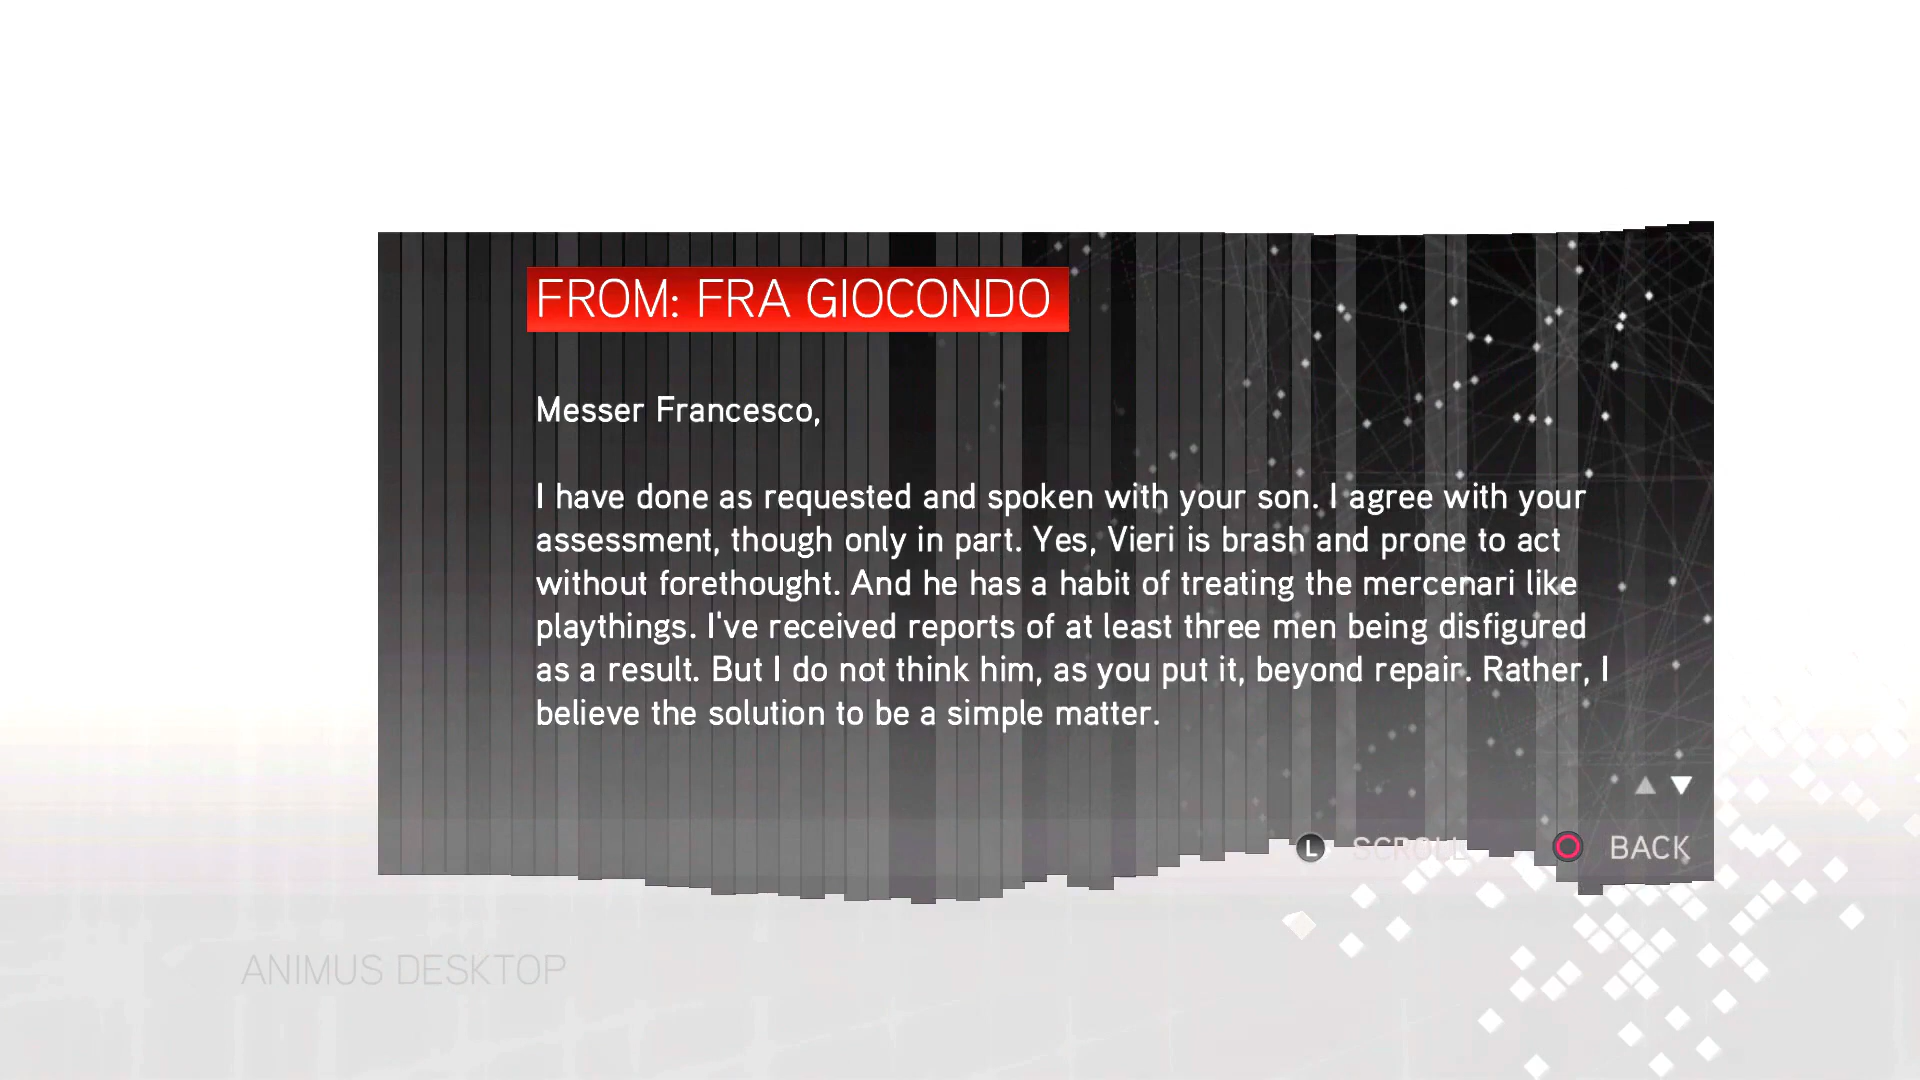 FROM: FRA GIOCONDO
Messer Francesco,
I have done as requested and spoken with your son. I agree with your
assessment, though only in part. Yes, Vieri is brash and prone to act
without forethought. And he has a habit of treating the mercenari like
playthings. I've received reports of at least three men being disfigured
as a result. But I do not think him, as you put it, beyond repair. Rather, I
believe the solution to be a simple matter.
L SCROLL BACK
ANIMUS DESKTOP